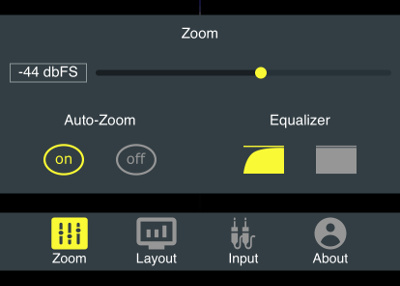 Zoom
-44 dbFS
Auto-Zoom Equalizer
on off
Zoom Layout Input About